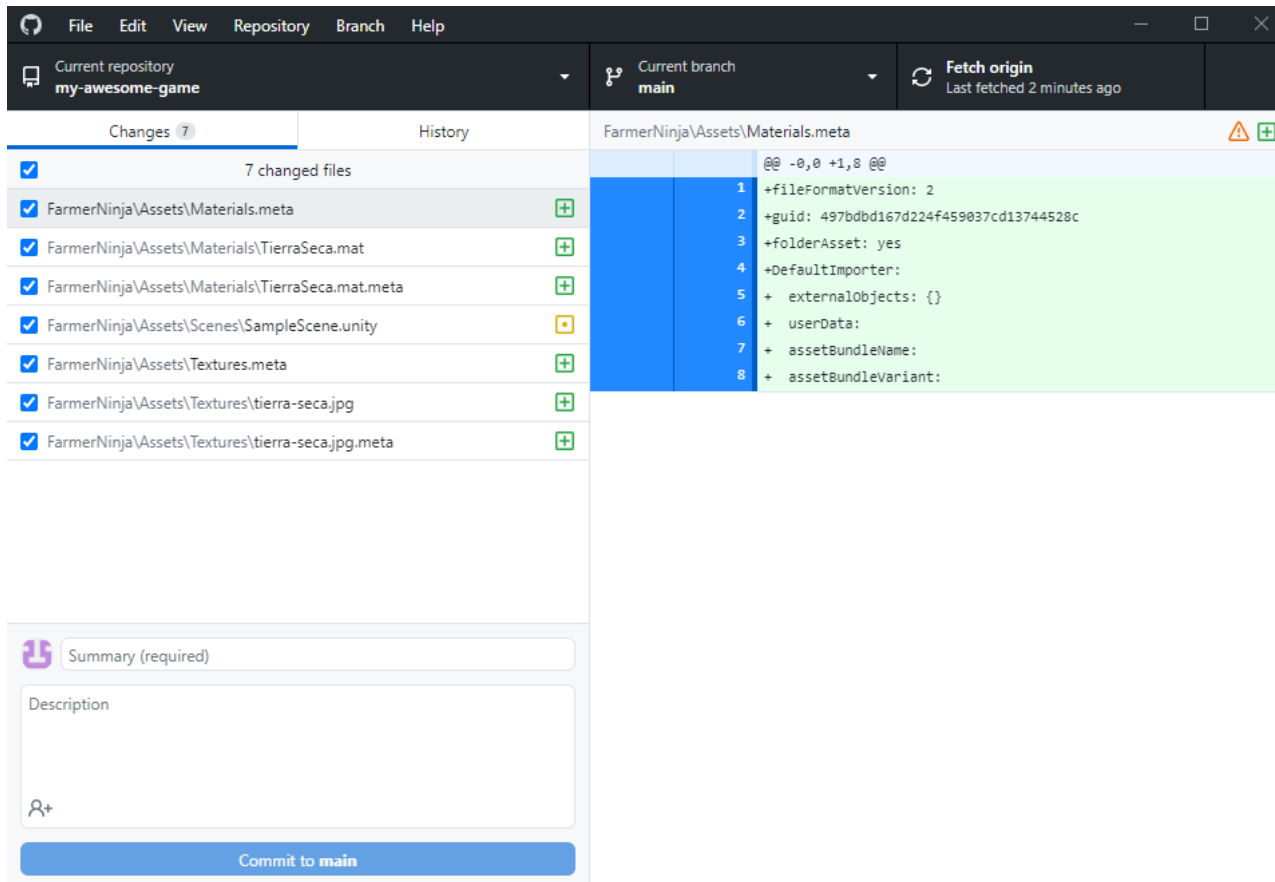 File Edit View Repository Branch Help
Current repository
my-awesome-game
Current branch
main
Fetch origin
Last fetched 2 minutes ago
Changes 7
History
7 changed files
FarmerNinja\Assets\Materials.meta
FarmerNinja\Assets\Materials\TierraSeca.mat
FarmerNinja\Assets\Materials\TierraSeca.mat.meta
FarmerNinja\Assets\Scenes\SampleScene.unity
FarmerNinja\Assets\Textures.meta
FarmerNinja\Assets\Textures\tierra-seca.jpg
FarmerNinja\Assets\Textures\tierra-seca.jpg.meta
Summary (required)
Description
Commit to main
FarmerNinja\Assets\Materials.meta
@@ -0,0 +1,8 @@
1 +fileFormatVersion: 2
2 +guid: 497bdbd167d224f459037cd13744528c
3 +folderAsset: yes
4 +DefaultImporter:
5 +  externalObjects: {}
6 +  userData:
7 +  assetBundleName:
8 +  assetBundleVariant: